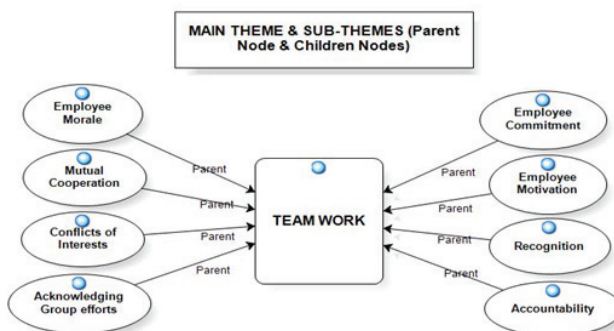 MAIN THEME & SUB-THEMES (Parent
Node & Children Nodes)
Employee
Morale
Mutual
Cooperation
Conflicts of
Interests
Acknowledging
Group efforts
Parent
Parent
Parent
Parent
TEAM WORK
Parent
Parent
Parent
Parent
Employee
Commitment
Employee
Motivation
Recognition
Accountability